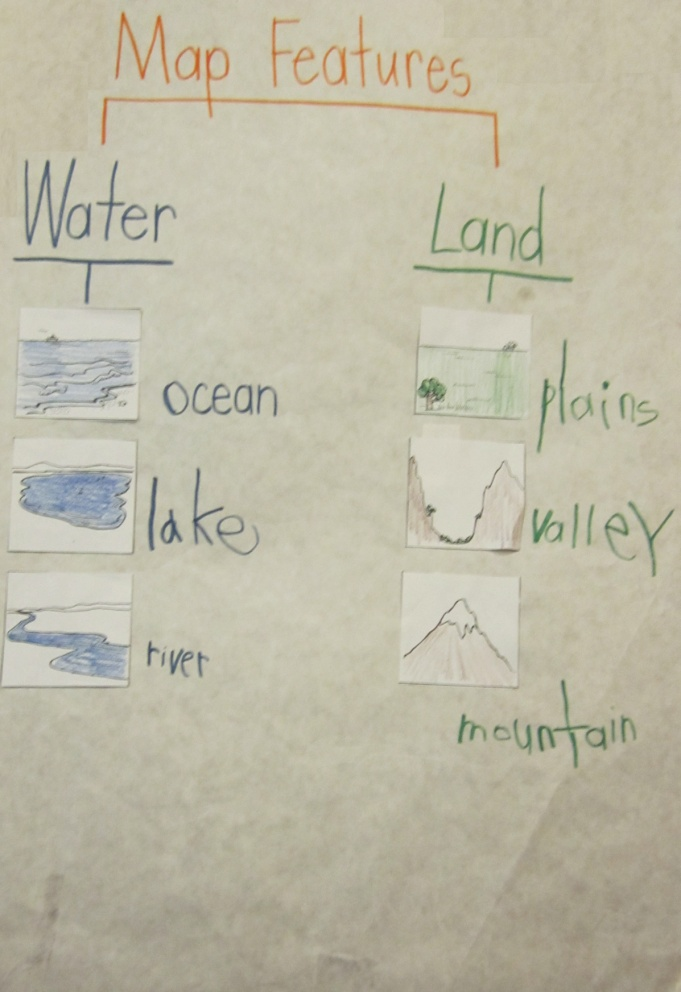 Map Features
Water
ocean
lake
river
Land
plains
valley
mountain